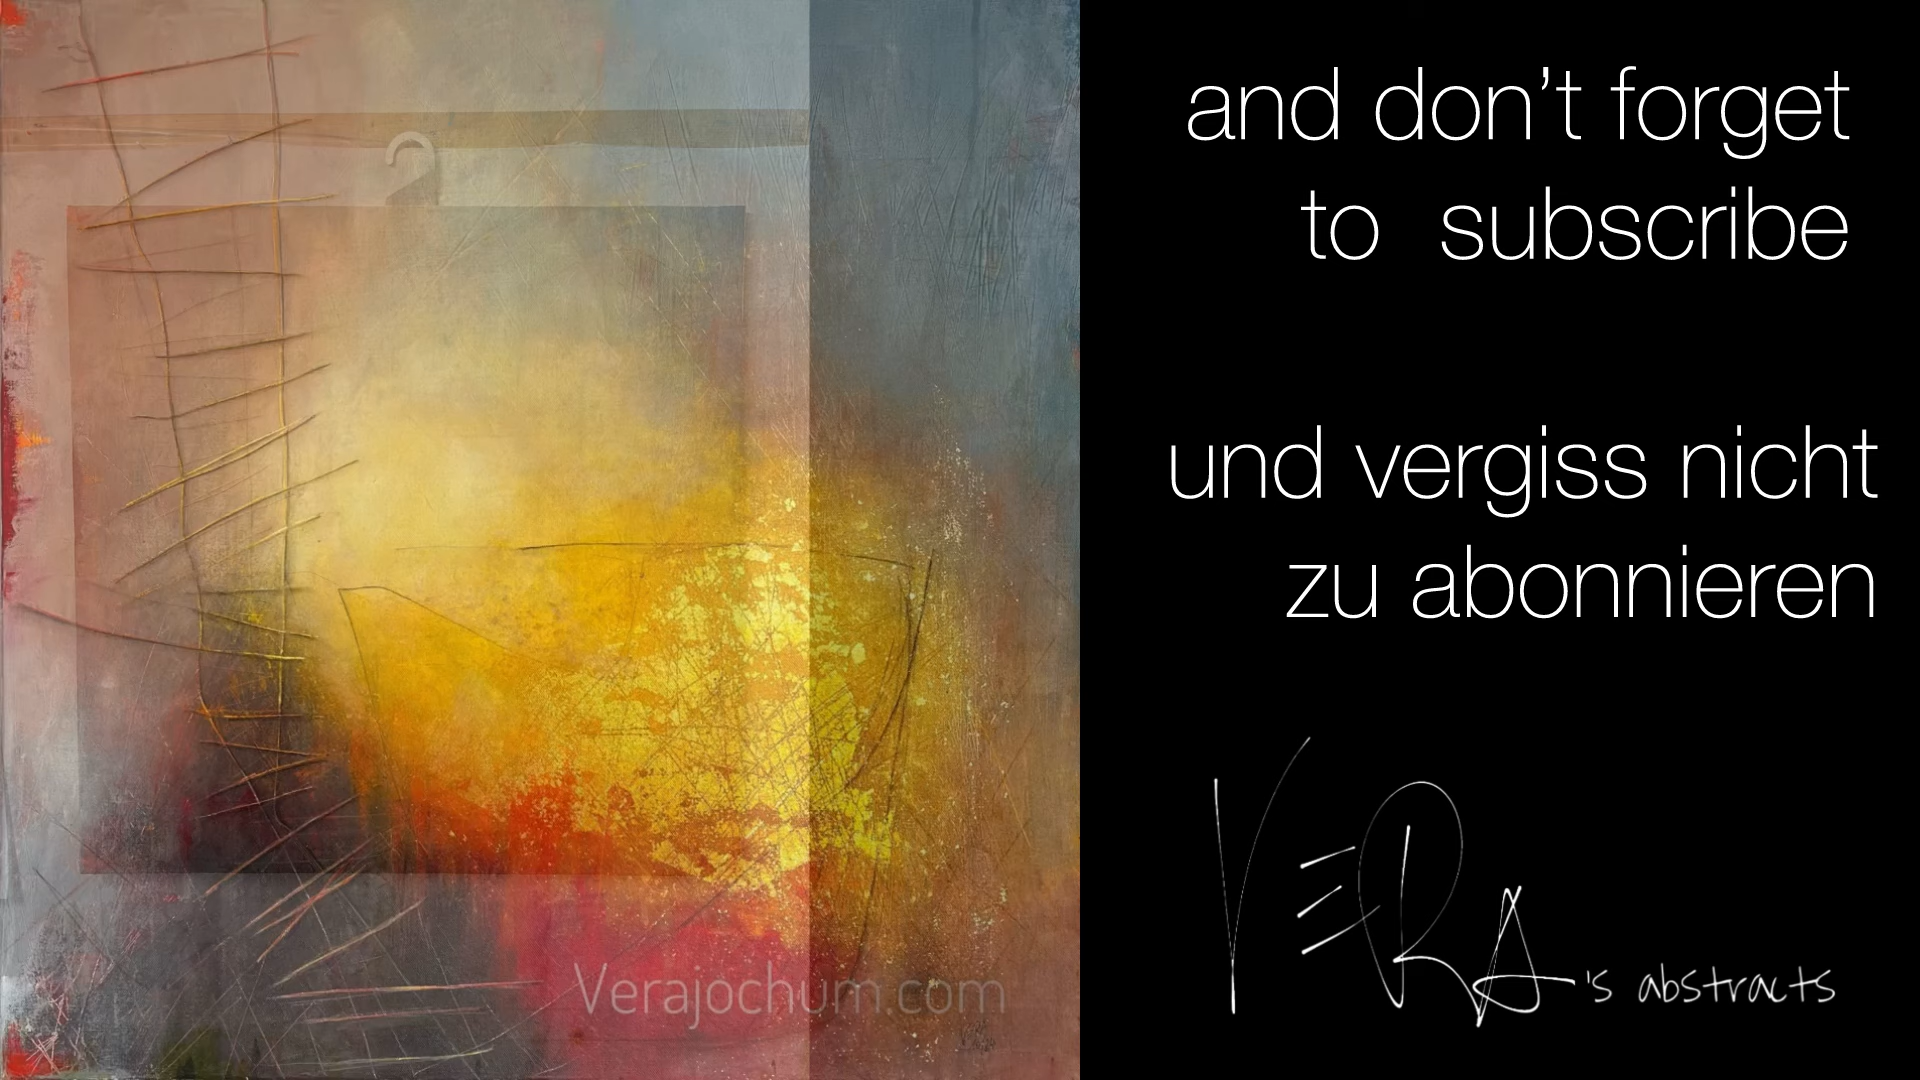 and don’t forget
to subscribe
und vergiss nicht
zu abonnieren
VERA's abstracts
Verajochum.com